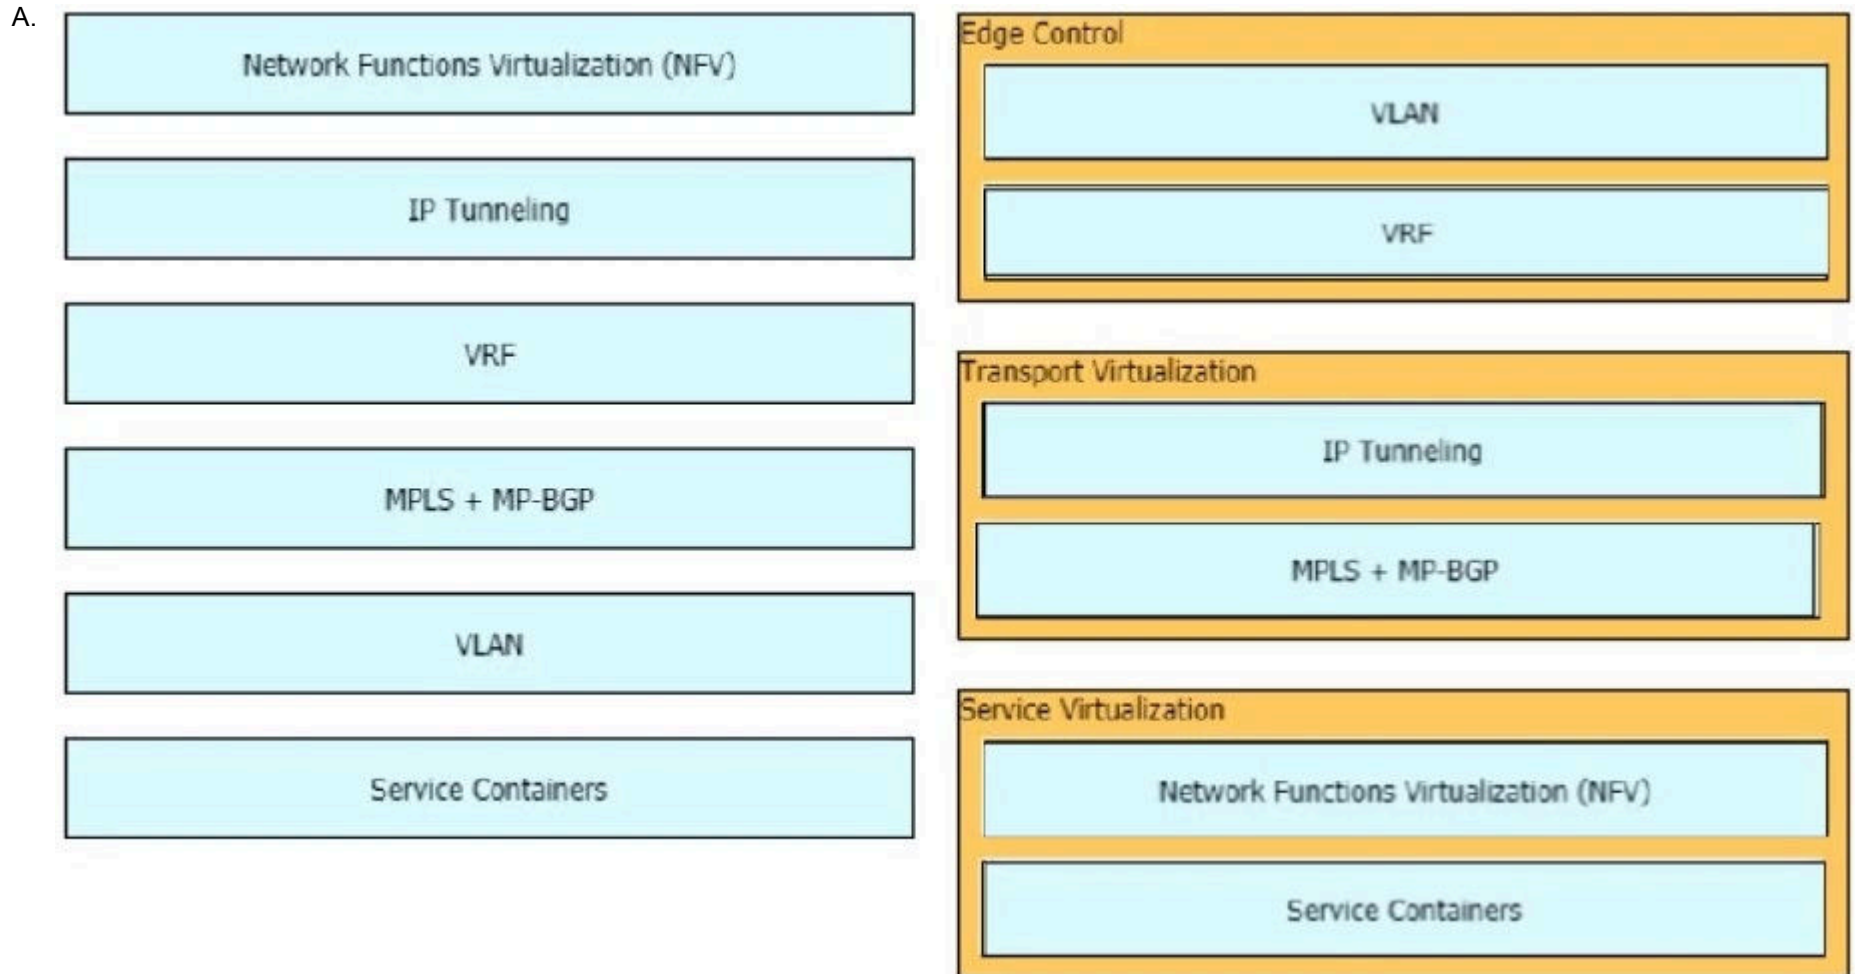 A.
Network Functions Virtualization (NFV)
IP Tunneling
VRF
MPLS + MP-BGP
VLAN
Service Containers
Edge Control
VLAN
VRF
Transport Virtualization
IP Tunneling
MPLS + MP-BGP
Service Virtualization
Network Functions Virtualization (NFV)
Service Containers